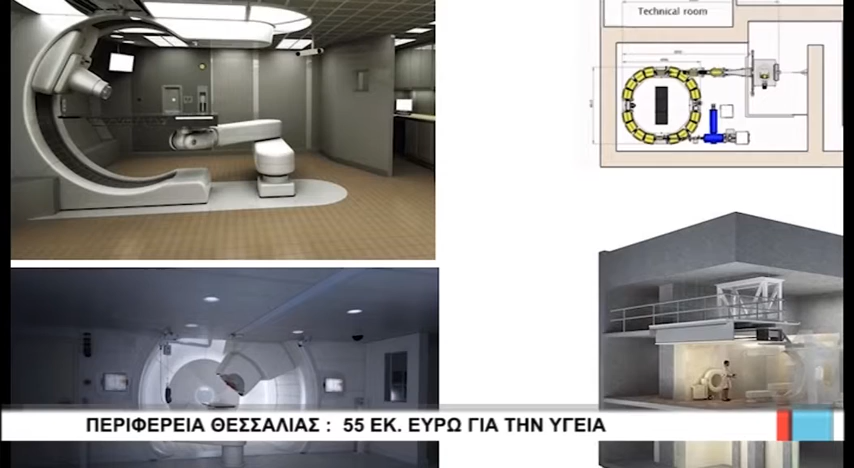 Technical room
ΠΕΡΙΦΕΡΕΙΑ ΘΕΣΣΑΛΙΑΣ : 55 ΕΚ. ΕΥΡΩ ΓΙΑ ΤΗΝ ΥΓΕΙΑ